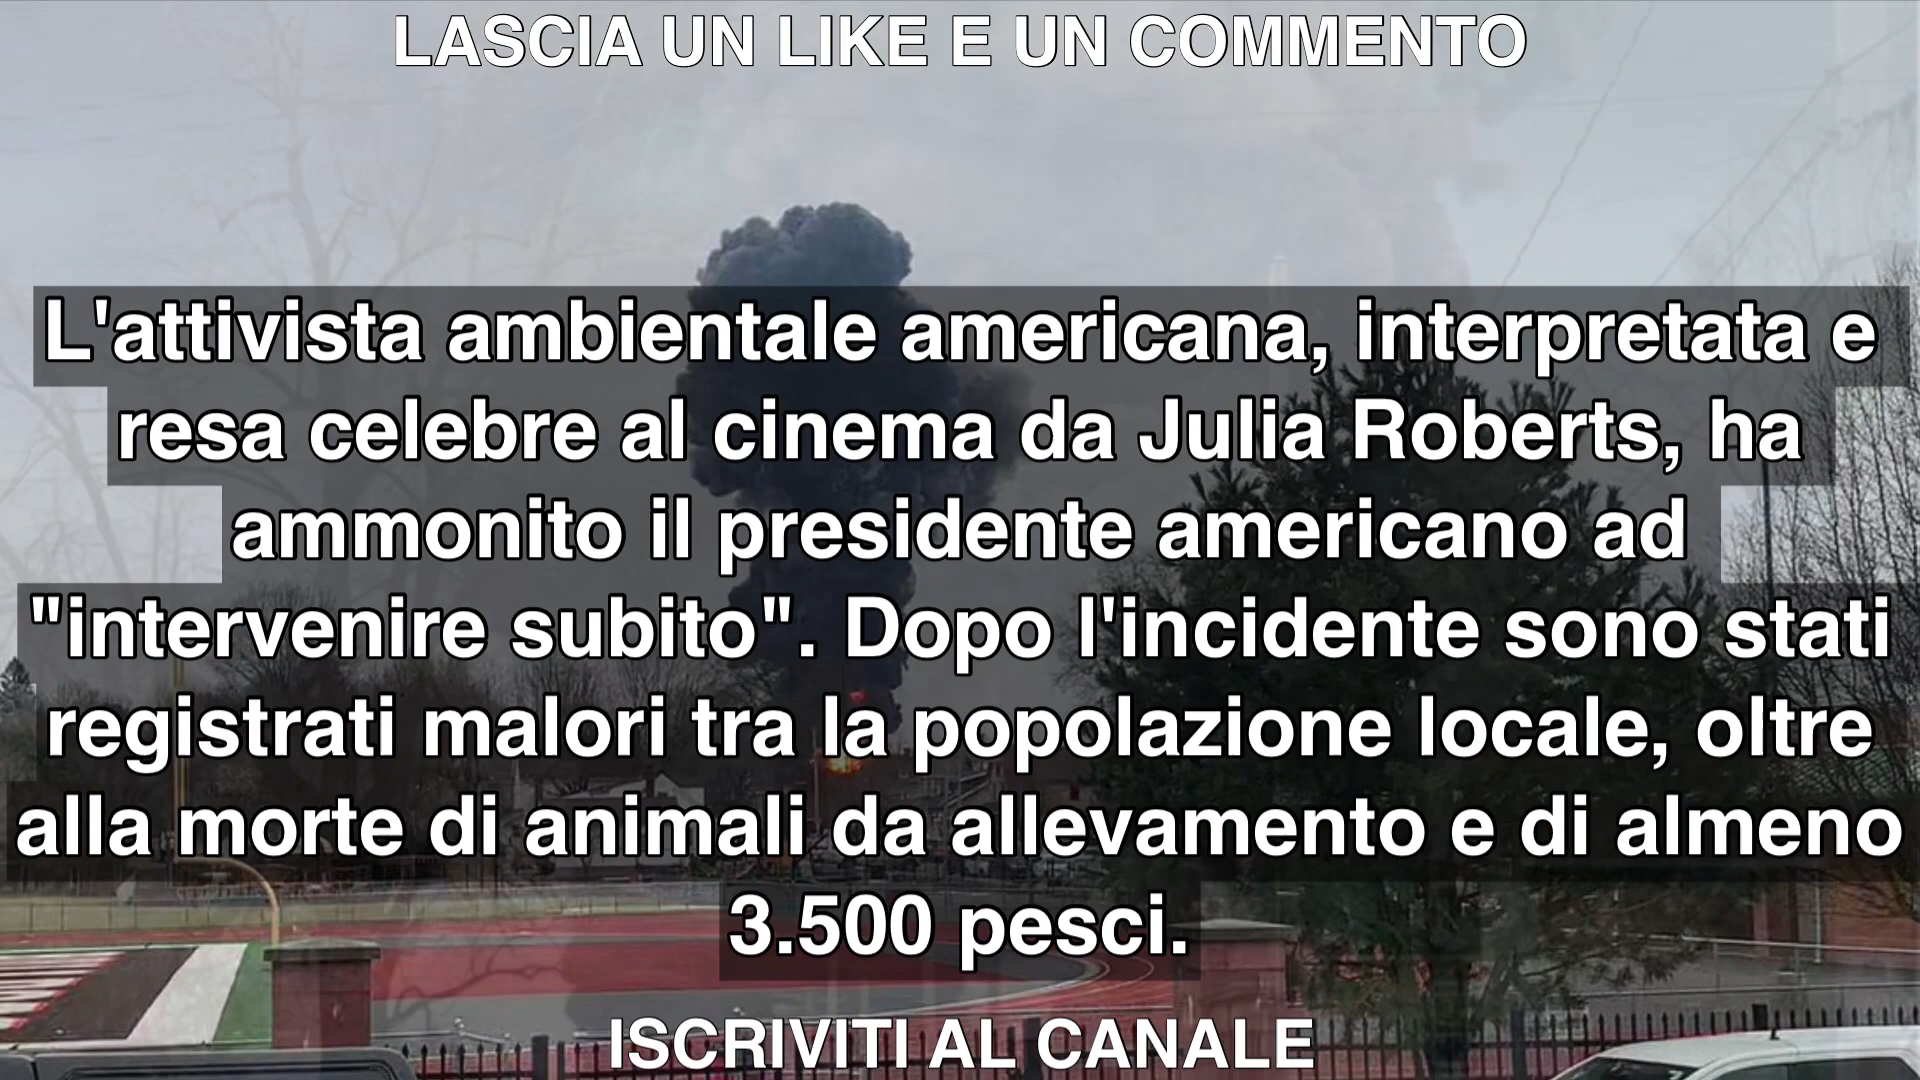 LASCIA UN LIKE E UN COMMENTO
L'attivista ambientale americana, interpretata e
resa celebre al cinema da Julia Roberts, ha
ammonito il presidente americano ad
"intervenire subito". Dopo l'incidente sono stati
registrati malori tra la popolazione locale, oltre
alla morte di animali da allevamento e di almeno
3.500 pesci.
ISCRIVITI AL CANALE